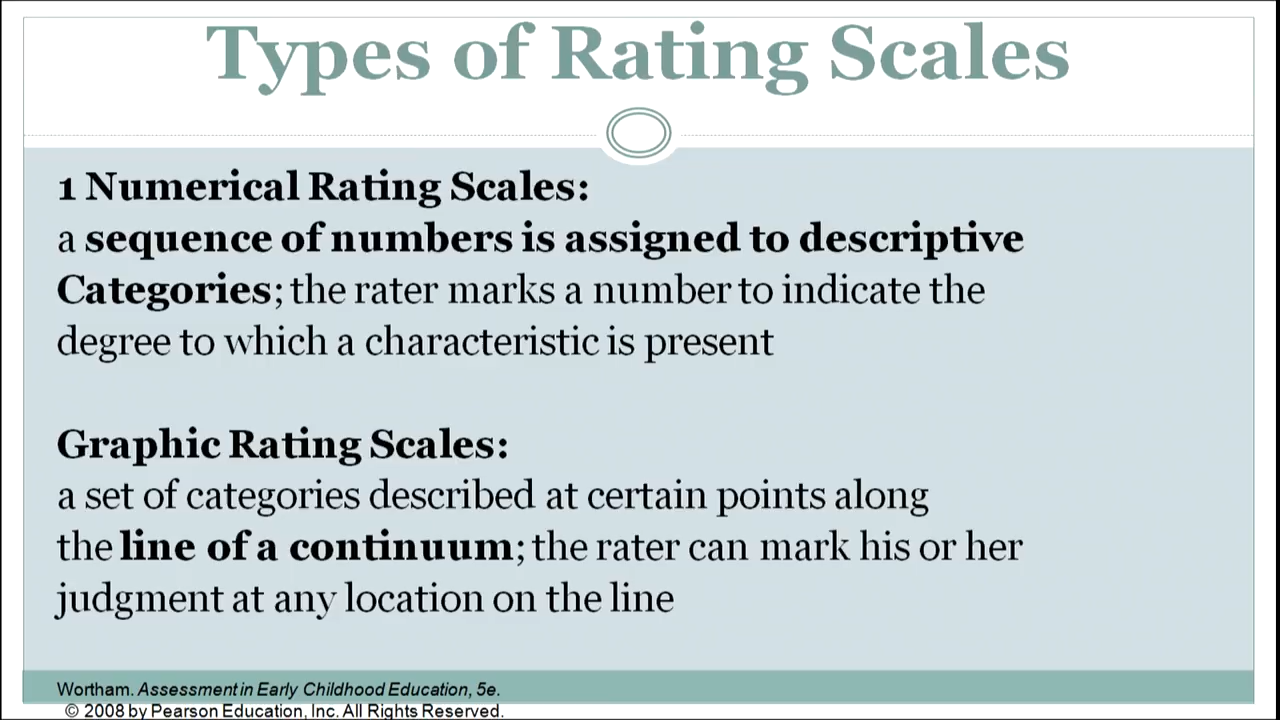 Types of Rating Scales
1 Numerical Rating Scales:
a sequence of numbers is assigned to descriptive
Categories; the rater marks a number to indicate the
degree to which a characteristic is present
Graphic Rating Scales:
a set of categories described at certain points along
the line of a continuum; the rater can mark his or her
judgment at any location on the line
Wortham. Assessment in Early Childhood Education, 5e.
© 2008 by Pearson Education, Inc. All Rights Reserved.